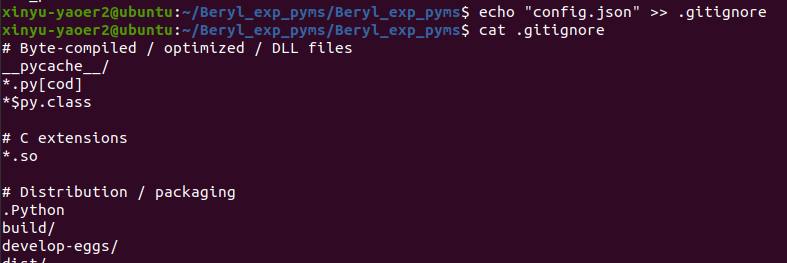 xinyu-yaoer2@ubuntu:~/Beryl_exp_pyms/Beryl_exp_pyms$ echo "config.json" >> .gitignore
xinyu-yaoer2@ubuntu:~/Beryl_exp_pyms/Beryl_exp_pyms$ cat .gitignore
# Byte-compiled / optimized / DLL files
__pycache__/
*.py[cod]
*$py.class

# C extensions
*.so

# Distribution / packaging
.Python
build/
develop-eggs/
dist/